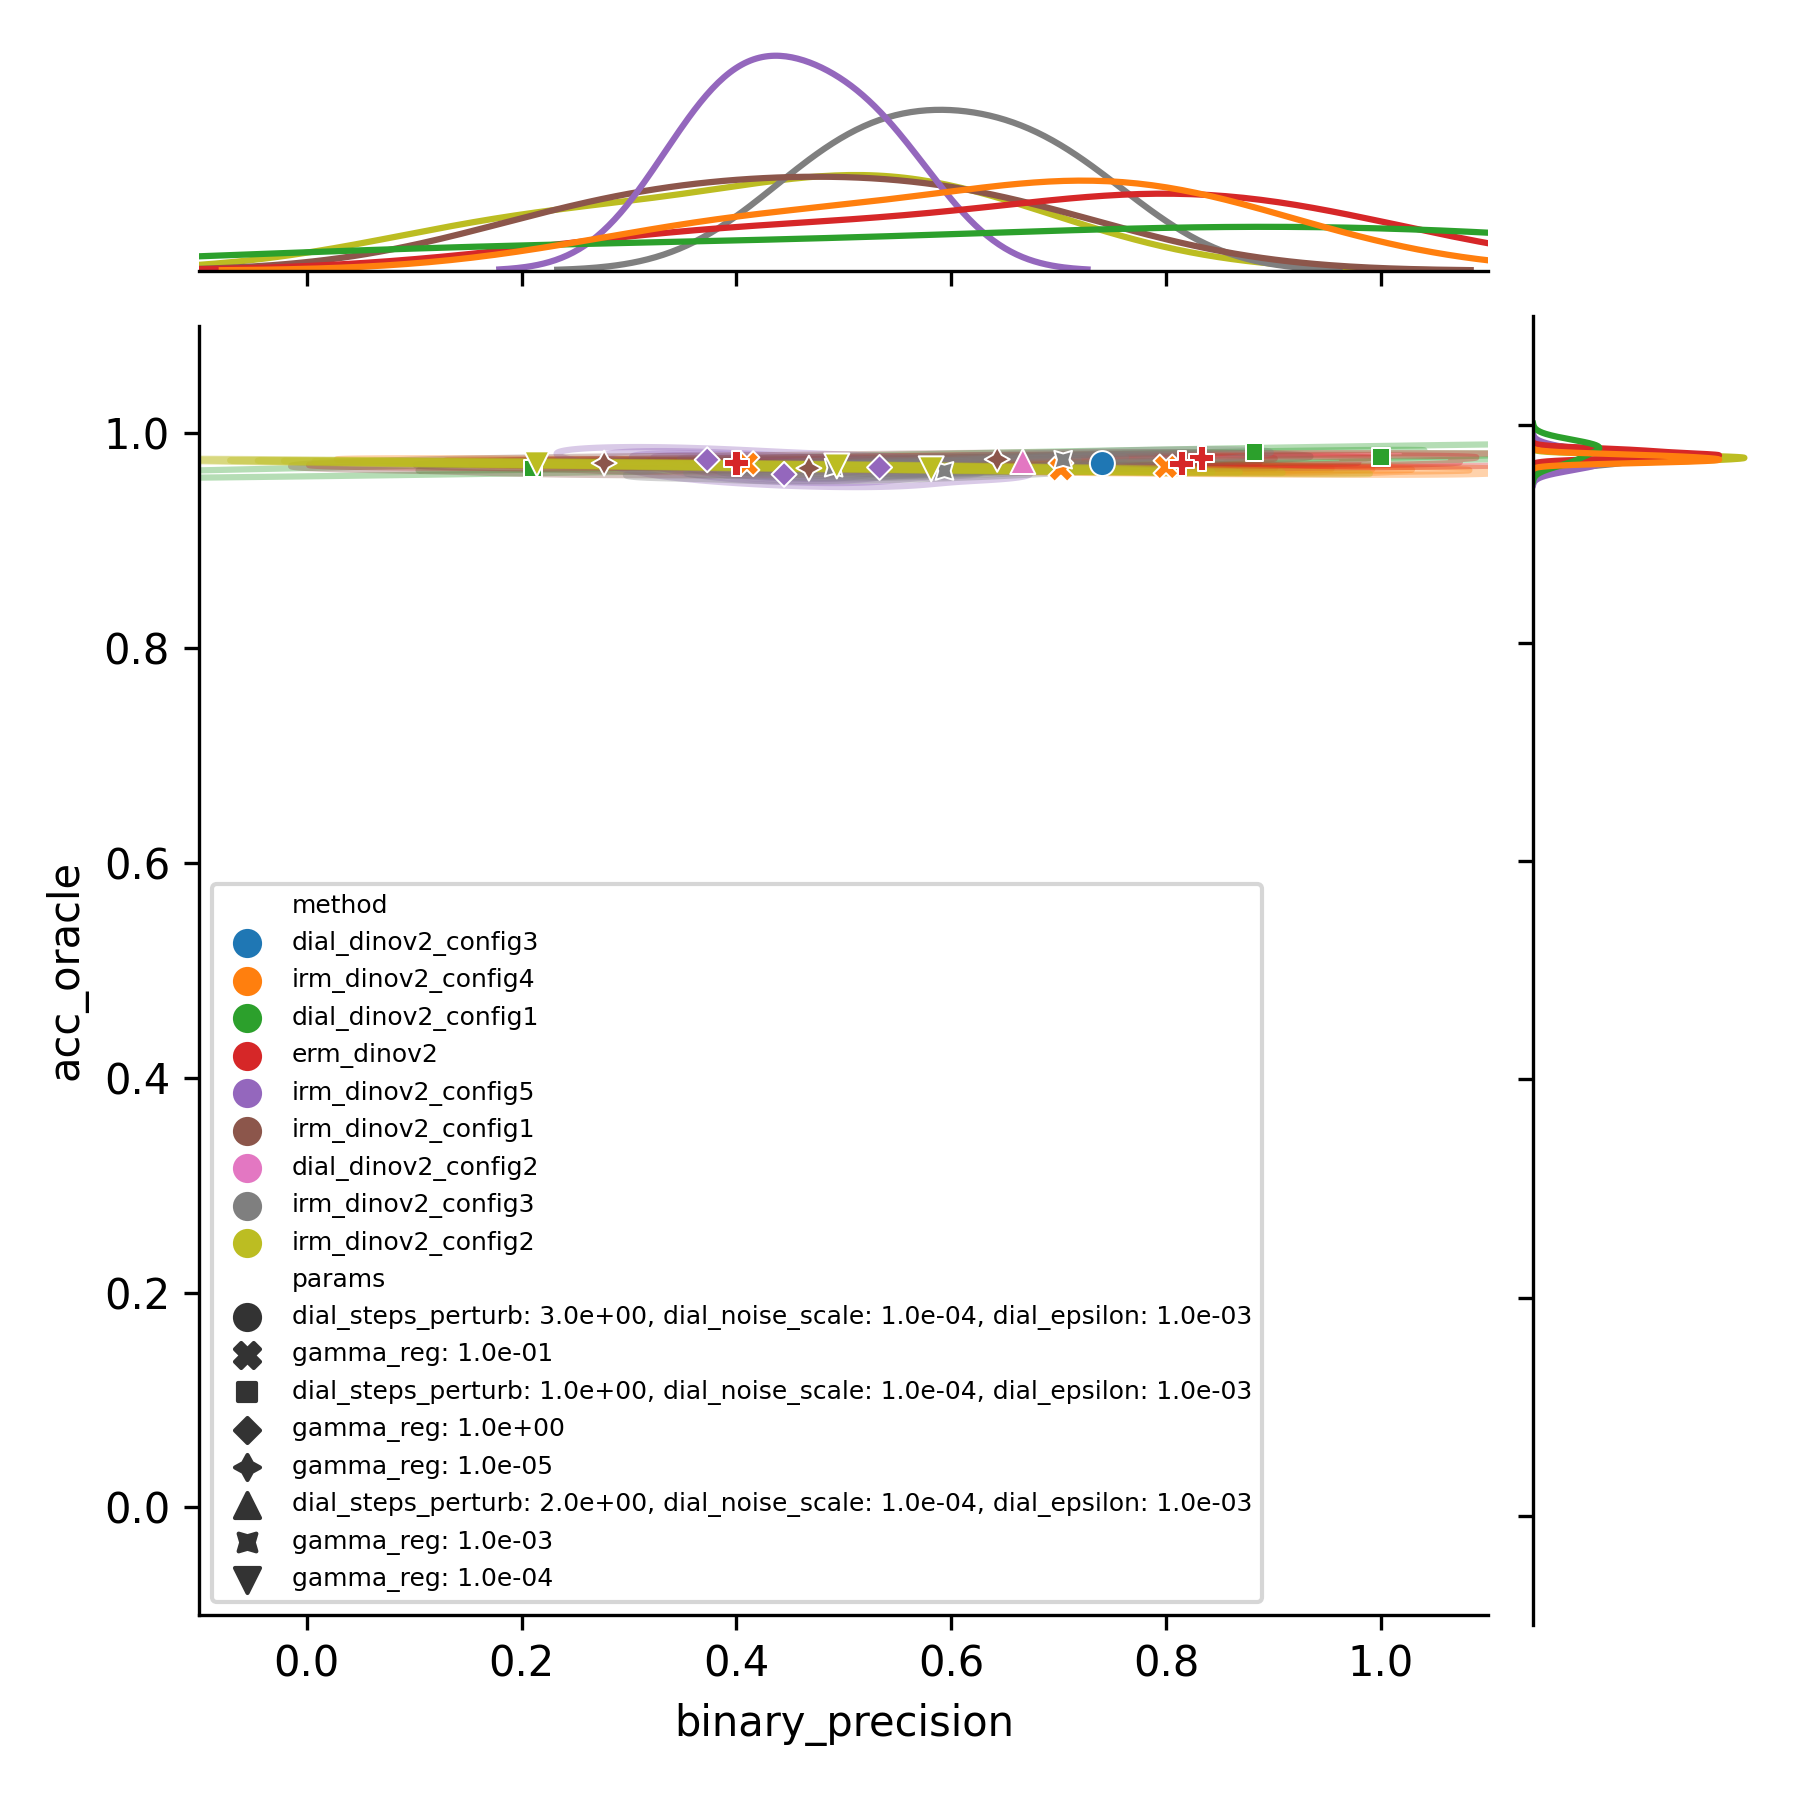 1.0
0.8
0.6
0.4
0.2
0.0
acc_oracle
method
dial_dinov2_config3
irm_dinov2_config4
dial_dinov2_config1
erm_dinov2
irm_dinov2_config5
irm_dinov2_config1
dial_dinov2_config2
irm_dinov2_config3
irm_dinov2_config2
params
dial_steps_perturb: 3.0e+00, dial_noise_scale: 1.0e-04, dial_epsilon: 1.0e-03
gamma_reg: 1.0e-01
dial_steps_perturb: 1.0e+00, dial_noise_scale: 1.0e-04, dial_epsilon: 1.0e-03
gamma_reg: 1.0e+00
gamma_reg: 1.0e-05
dial_steps_perturb: 2.0e+00, dial_noise_scale: 1.0e-04, dial_epsilon: 1.0e-03
gamma_reg: 1.0e-03
gamma_reg: 1.0e-04
0.0 0.2 0.4 0.6 0.8 1.0
binary_precision